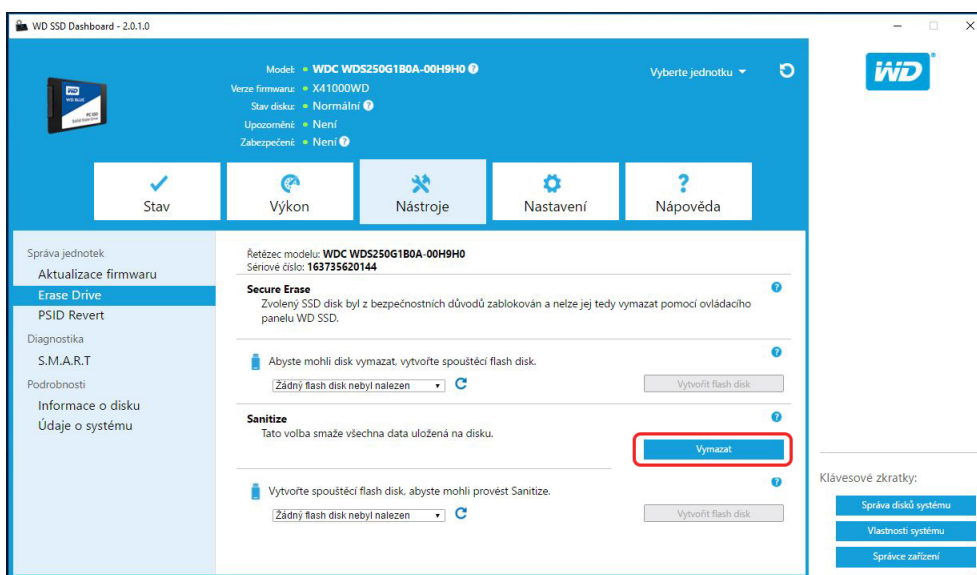 WD SSD Dashboard - 2.0.1.0
Model: WDC WDS250G1B0A-00H9H0
Verze firmwaru: X41000WD
Stav disku: Normální
Upozornění: Není
Zabezpečení: Není
Vyberte jednotku
WD
WD BLUE
Stav
Výkon
Nástroje
Nastavení
Nápověda
Správa jednotek
Aktualizace firmwaru
Erase Drive
PSID Revert
Diagnostika
S.M.A.R.T
Podrobnosti
Informace o disku
Údaje o systému
Řetězec modelu: WDC WDS250G1B0A-00H9H0
Sériové číslo: 163735620144
Secure Erase
Zvolený SSD disk byl z bezpečnostních důvodů zablokován a nelze jej tedy vymazat pomocí ovládacího
panelu WD SSD.
Abyste mohli disk vymazat, vytvořte spouštěcí flash disk.
Žádný flash disk nebyl nalezen
Vytvořit flash disk
Sanitize
Tato volba smaže všechna data uložená na disku.
Vymazat
Vytvořte spouštěcí flash disk, abyste mohli provést Sanitize.
Žádný flash disk nebyl nalezen
Vytvořit flash disk
Klávesové zkratky:
Správa disků systému
Vlastnosti systému
Správce zařízení